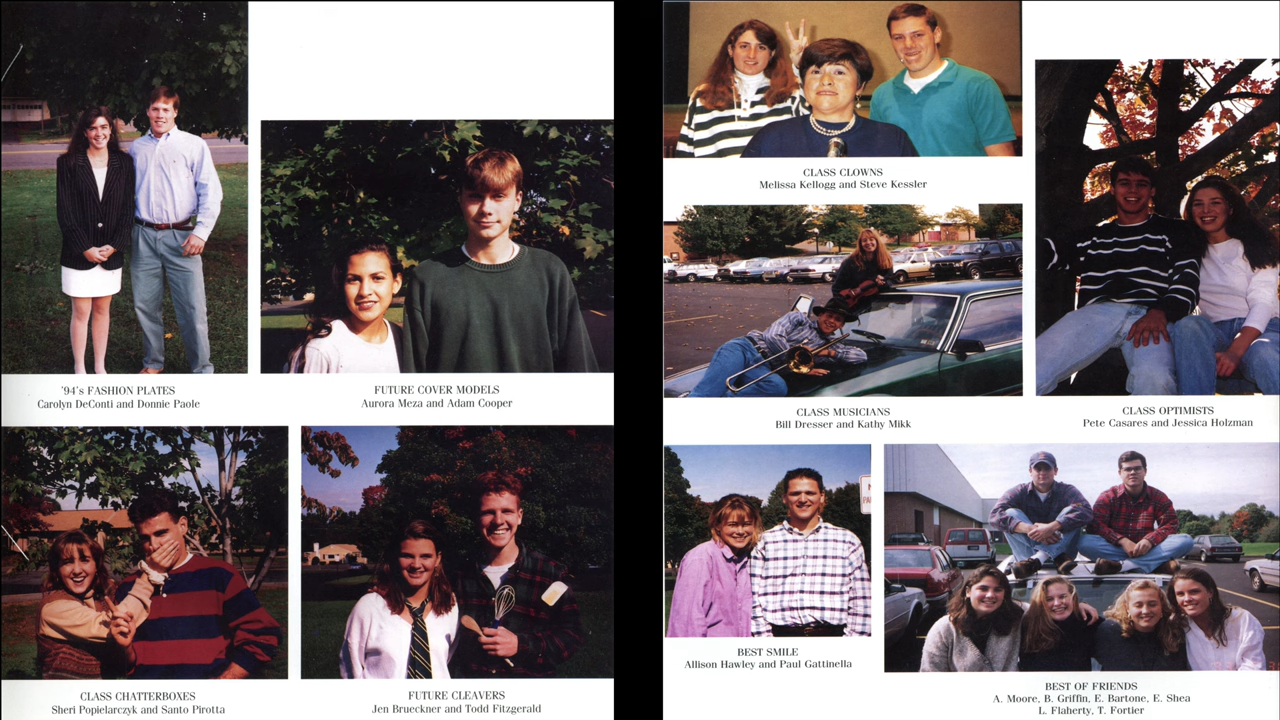 '94's FASHION PLATES
Carolyn DeConti and Donnie Paole
FUTURE COVER MODELS
Aurora Meza and Adam Cooper
CLASS CHATTERBOXES
Sheri Popielarczyk and Santo Pirotta
FUTURE CLEAVERS
Jen Brueckner and Todd Fitzgerald
CLASS CLOWNS
Melissa Kellogg and Steve Kessler
CLASS MUSICIANS
Bill Dresser and Kathy Mikk
CLASS OPTIMISTS
Pete Casares and Jessica Holzman
BEST SMILE
Allison Hawley and Paul Gattinella
BEST OF FRIENDS
A. Moore, B. Griffin, E. Bartone, E. Shea
L. Flaherty, T. Fortier